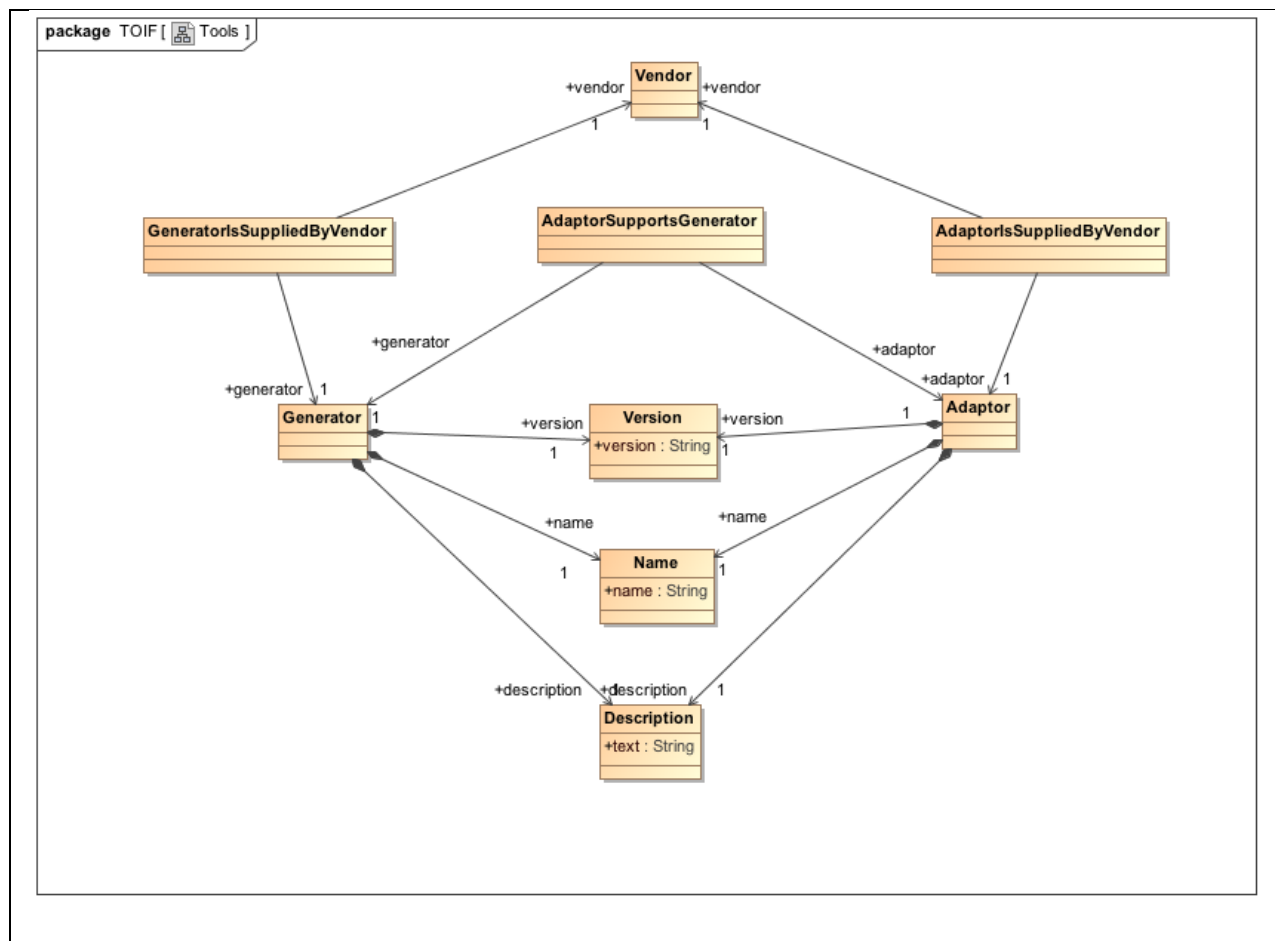 package TOIF [ Tools ]
Vendor
+vendor
+vendor
1
1
GeneratorIsSuppliedByVendor
AdaptorSupportsGenerator
AdaptorIsSuppliedByVendor
+generator
+adaptor
+generator
1
+adaptor
1
Generator
1
+version
1
Version
+version : String
+version
1
1
Adaptor
+name
1
Name
+name : String
+name
1
+description
1
+description
1
Description
+text : String